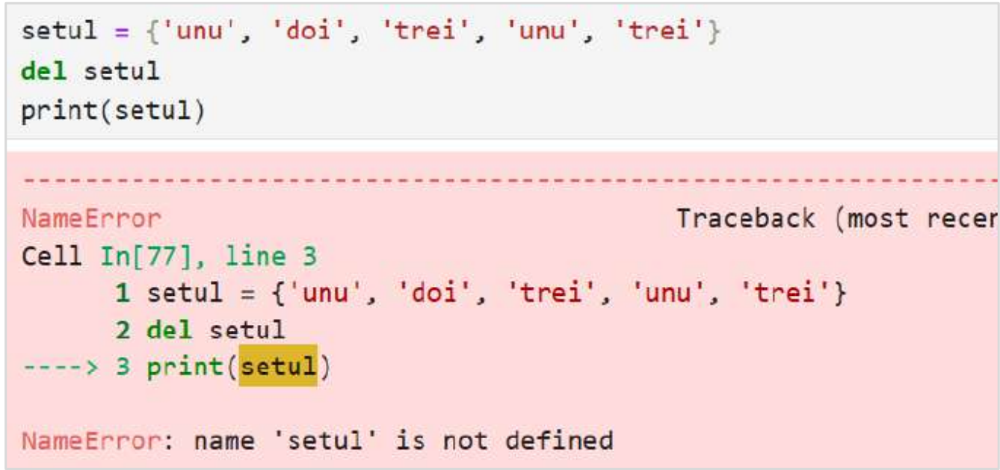 setul = {'unu', 'doi', 'trei', 'unu', 'trei'}
del setul
print(setul)
---------------------------------------------------------------
NameError Traceback (most recer
Cell In[77], line 3
1 setul = {'unu', 'doi', 'trei', 'unu', 'trei'}
2 del setul
----> 3 print(setul)
NameError: name 'setul' is not defined